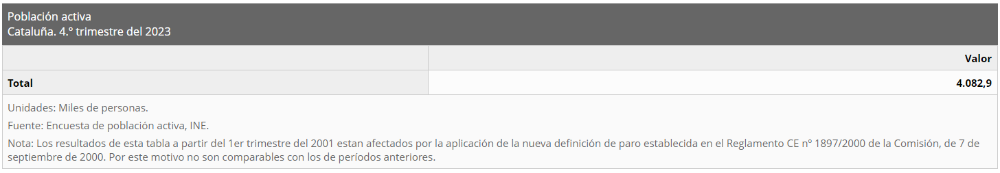 Población activa
Cataluña. 4.º trimestre del 2023
Valor
Total 4.082,9
Unidades: Miles de personas.
Fuente: Encuesta de población activa, INE.
Nota: Los resultados de esta tabla a partir del 1er trimestre del 2001 estan afectados por la aplicación de la nueva definición de paro establecida en el Reglamento CE nº 1897/2000 de la Comisión, de 7 de
septiembre de 2000. Por este motivo no son comparables con los de períodos anteriores.